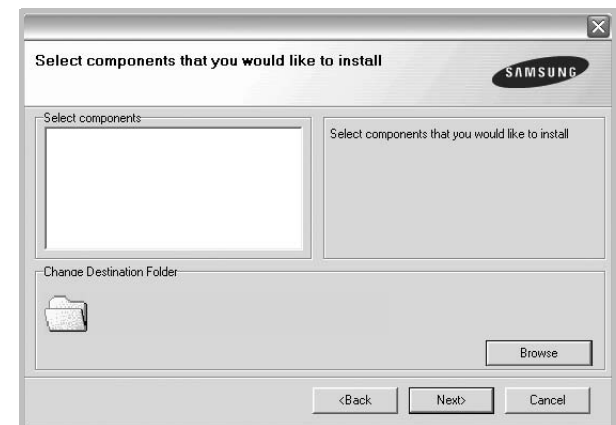 Select components that you would like to install
SAMSUNG
Select components
Select components that you would like to install
Change Destination Folder
Browse
<Back
Next>
Cancel